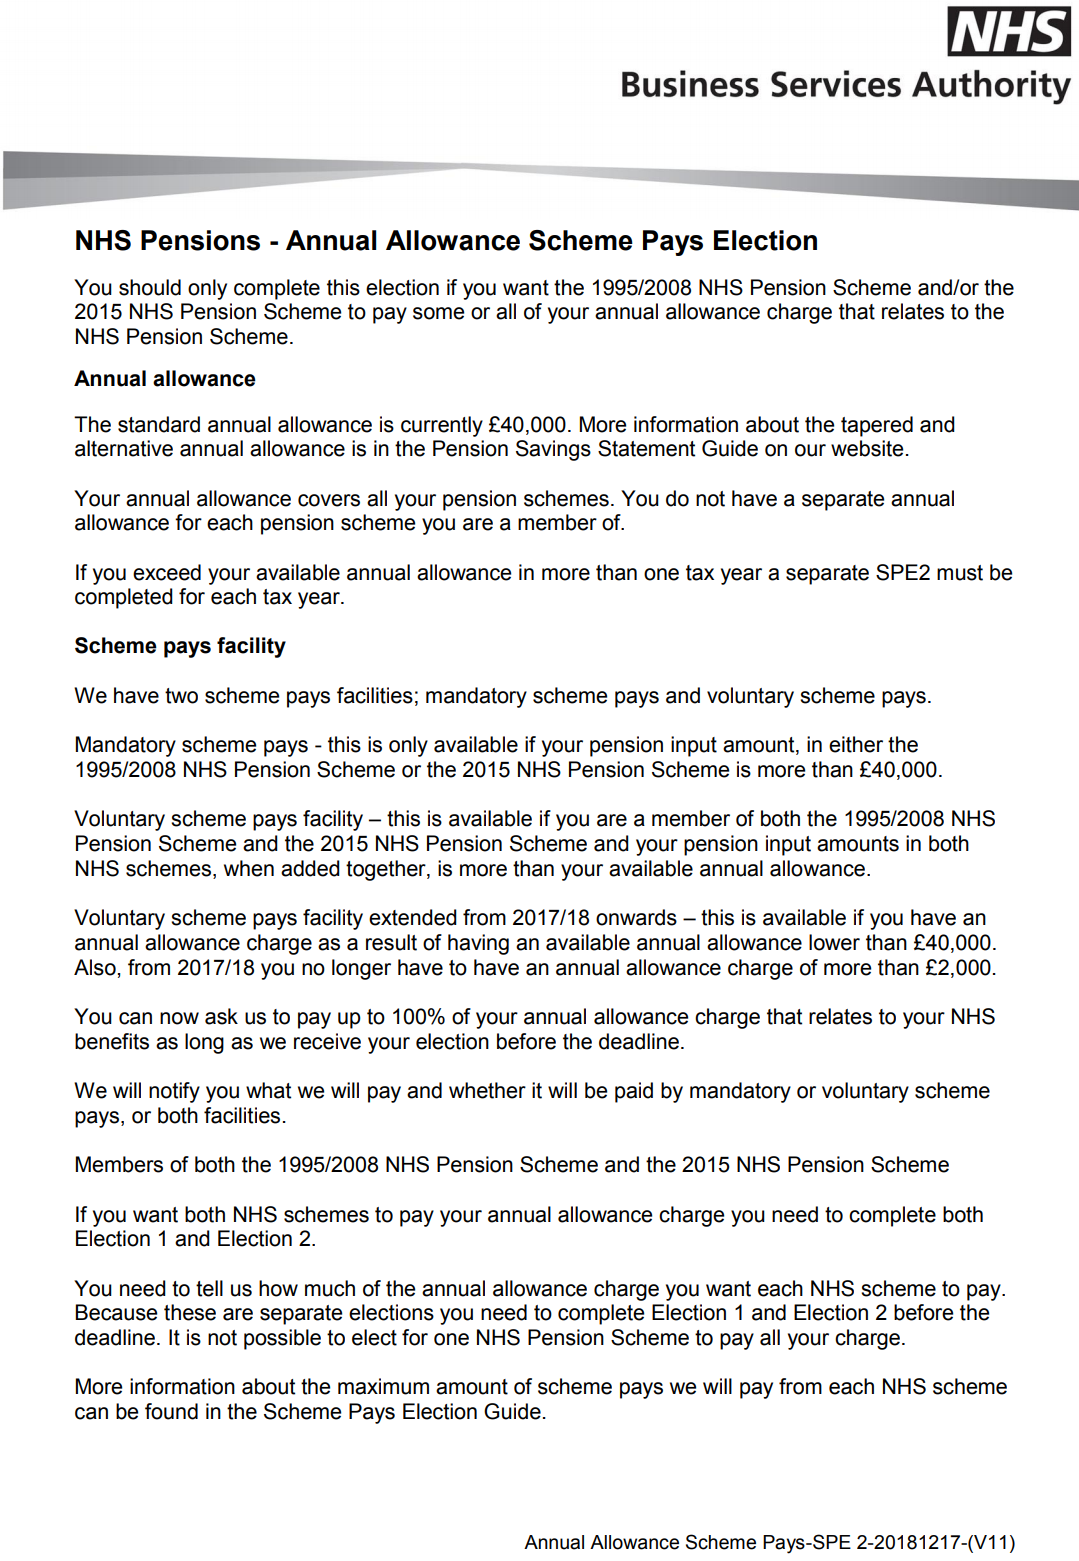 NHS
Business Services Authority
NHS Pensions - Annual Allowance Scheme Pays Election
You should only complete this election if you want the 1995/2008 NHS Pension Scheme and/or the
2015 NHS Pension Scheme to pay some or all of your annual allowance charge that relates to the
NHS Pension Scheme.
Annual allowance
The standard annual allowance is currently £40,000. More information about the tapered and
alternative annual allowance is in the Pension Savings Statement Guide on our website.
Your annual allowance covers all your pension schemes. You do not have a separate annual
allowance for each pension scheme you are a member of.
If you exceed your available annual allowance in more than one tax year a separate SPE2 must be
completed for each tax year.
Scheme pays facility
We have two scheme pays facilities; mandatory scheme pays and voluntary scheme pays.
Mandatory scheme pays - this is only available if your pension input amount, in either the
1995/2008 NHS Pension Scheme or the 2015 NHS Pension Scheme is more than £40,000.
Voluntary scheme pays facility – this is available if you are a member of both the 1995/2008 NHS
Pension Scheme and the 2015 NHS Pension Scheme and your pension input amounts in both
NHS schemes, when added together, is more than your available annual allowance.
Voluntary scheme pays facility extended from 2017/18 onwards – this is available if you have an
annual allowance charge as a result of having an available annual allowance lower than £40,000.
Also, from 2017/18 you no longer have to have an annual allowance charge of more than £2,000.
You can now ask us to pay up to 100% of your annual allowance charge that relates to your NHS
benefits as long as we receive your election before the deadline.
We will notify you what we will pay and whether it will be paid by mandatory or voluntary scheme
pays, or both facilities.
Members of both the 1995/2008 NHS Pension Scheme and the 2015 NHS Pension Scheme
If you want both NHS schemes to pay your annual allowance charge you need to complete both
Election 1 and Election 2.
You need to tell us how much of the annual allowance charge you want each NHS scheme to pay.
Because these are separate elections you need to complete Election 1 and Election 2 before the
deadline. It is not possible to elect for one NHS Pension Scheme to pay all your charge.
More information about the maximum amount of scheme pays we will pay from each NHS scheme
can be found in the Scheme Pays Election Guide.
Annual Allowance Scheme Pays-SPE 2-20181217-(V11)